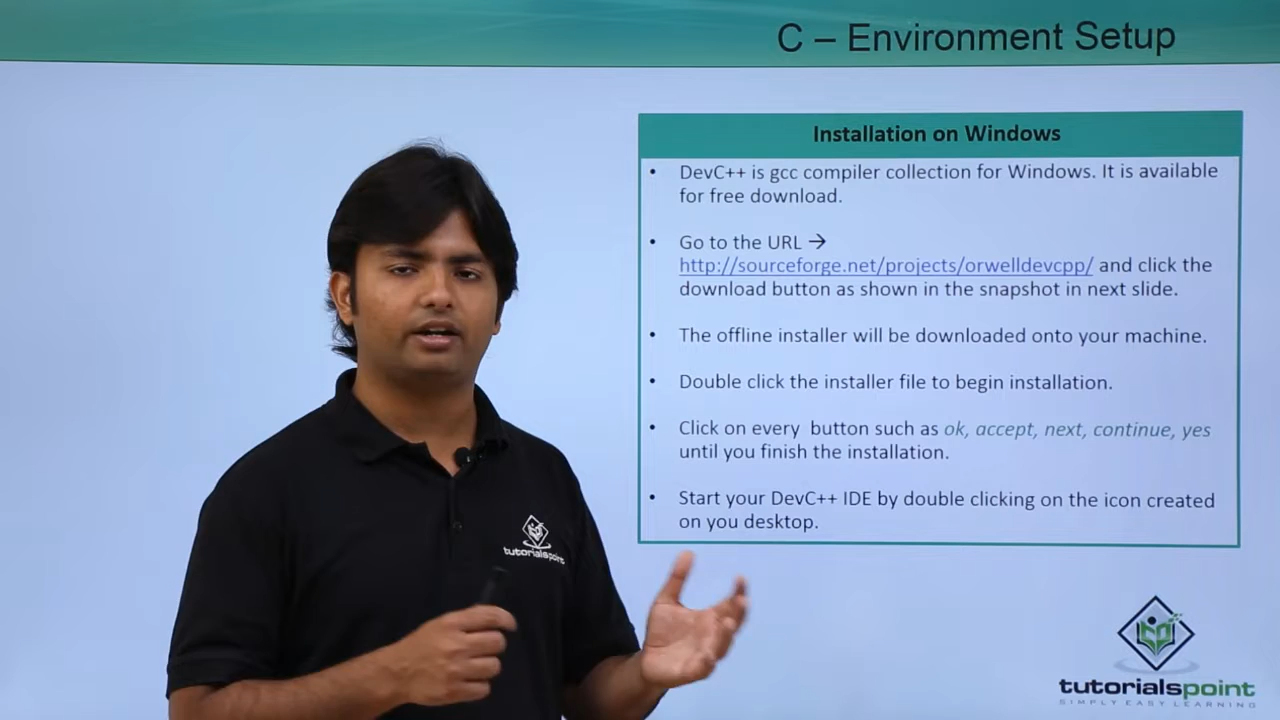 C – Environment Setup
Installation on Windows
• DevC++ is gcc compiler collection for Windows. It is available
for free download.
• Go to the URL →
http://sourceforge.net/projects/orwelldevcpp/ and click the
download button as shown in the snapshot in next slide.
• The offline installer will be downloaded onto your machine.
• Double click the installer file to begin installation.
• Click on every button such as ok, accept, next, continue, yes
until you finish the installation.
• Start your DevC++ IDE by double clicking on the icon created
on you desktop.
tutorialspoint
tutorialspoint
SIMPLY EASY LEARNING